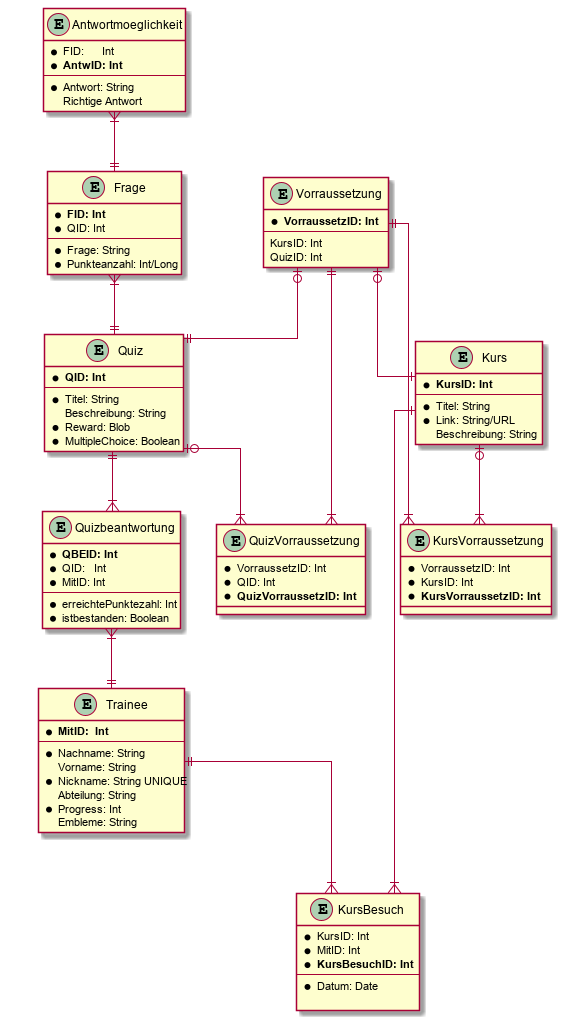 E Antwortmoeglichkeit
FID: Int
AntwID: Int
Antwort: String
Richtige Antwort
E Frage
FID: Int
QID: Int
Frage: String
Punkteanzahl: Int/Long
E Vorraussetzung
VorraussetzID: Int
KursID: Int
QuizID: Int
E Quiz
QID: Int
Titel: String
Beschreibung: String
Reward: Blob
MultipleChoice: Boolean
E Kurs
KursID: Int
Titel: String
Link: String/URL
Beschreibung: String
E Quizbeantwortung
QBEID: Int
QID: Int
MitID: Int
erreichtePunktezahl: Int
istbestanden: Boolean
E QuizVorraussetzung
VorraussetzID: Int
QID: Int
QuizVorraussetzID: Int
E KursVorraussetzung
VorraussetzID: Int
KursID: Int
KursVorraussetzID: Int
E Trainee
MitID: Int
Nachname: String
Vorname: String
Nickname: String UNIQUE
Abteilung: String
Progress: Int
Embleme: String
E KursBesuch
KursID: Int
MitID: Int
KursBesuchID: Int
Datum: Date